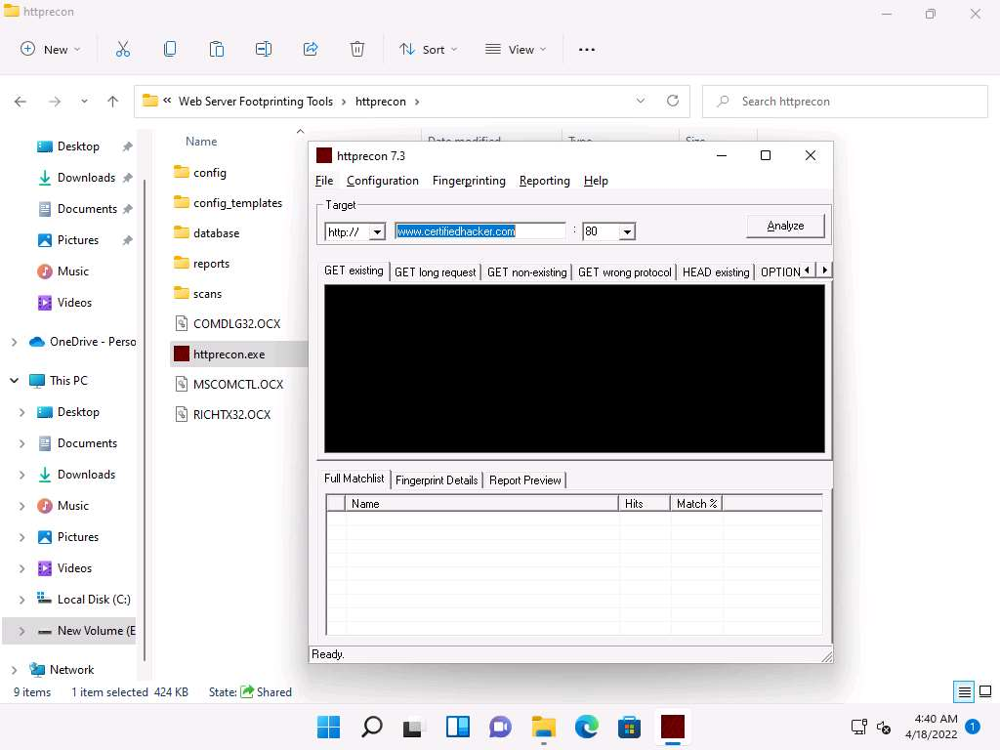 httprecon
New
Sort
View
Web Server Footprinting Tools
httprecon
Search httprecon
Desktop
Downloads
Documents
Pictures
Music
Videos
OneDrive - Perso
This PC
Desktop
Documents
Downloads
Music
Pictures
Videos
Local Disk (C:)
New Volume (E
Network
Name
Date modified
Type
Size
config
config_templates
database
reports
scans
COMDLG32.OCX
httprecon.exe
MSCOMCTL.OCX
RICHTX32.OCX
httprecon 7.3
File Configuration Fingerprinting Reporting Help
Target
http:// www.certifiedhacker.com : 80 Analyze
GET existing GET long request GET non-existing GET wrong protocol HEAD existing OPTION
Full Matchlist Fingerprint Details Report Preview
Name Hits Match %
Ready.
9 items 1 item selected 424 KB State: Shared
4:40 AM
4/18/2022
1